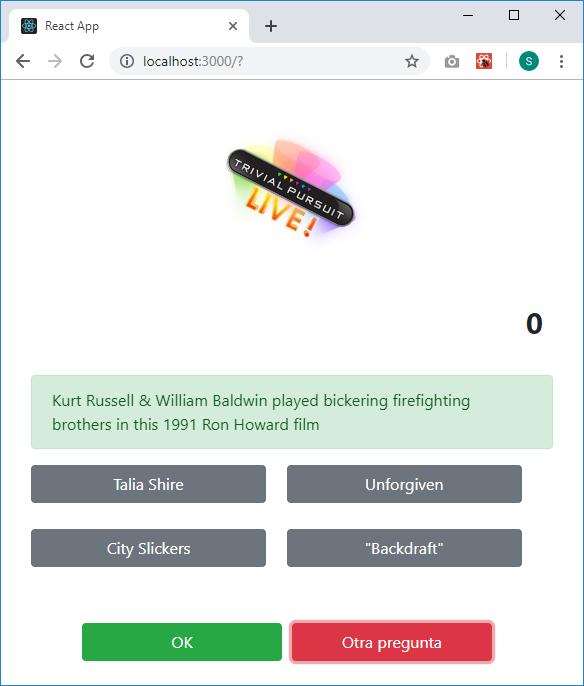 React App
localhost:3000/?
S
TRIVIAL PURSUIT
LIVE!
0
Kurt Russell & William Baldwin played bickering firefighting
brothers in this 1991 Ron Howard film
Talia Shire
Unforgiven
City Slickers
"Backdraft"
OK
Otra pregunta